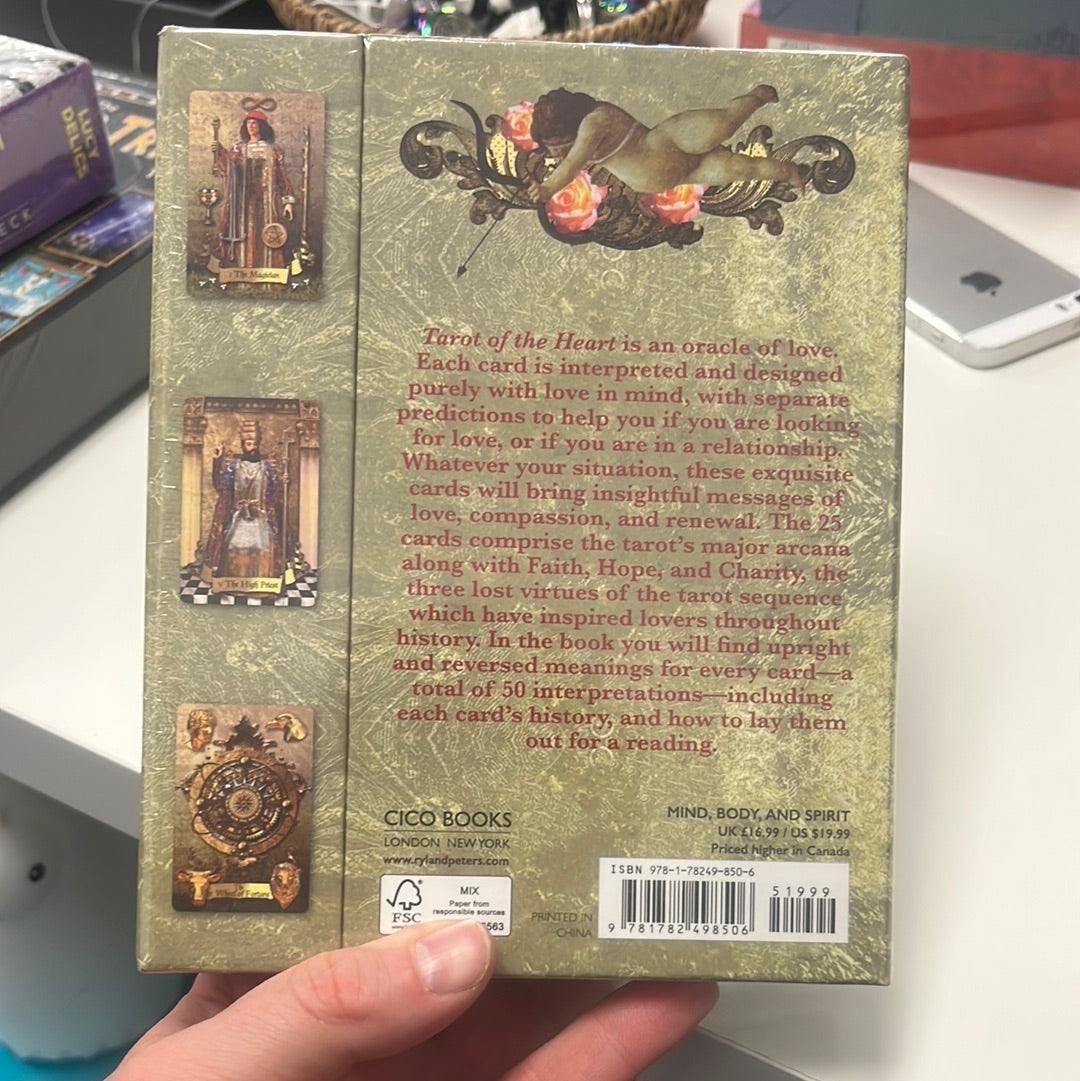 LUCY
DELICS
ECK
I The Magician
V The High Priest
Wheel of Fortune
Tarot of the Heart is an oracle of love.
Each card is interpreted and designed
purely with love in mind, with separate
predictions to help you if you are looking
for love, or if you are in a relationship.
Whatever your situation, these exquisite
cards will bring insightful messages of
love, compassion, and renewal. The 25
cards comprise the tarot's major arcana
along with Faith, Hope, and Charity, the
three lost virtues of the tarot sequence
which have inspired lovers throughout
history. In the book you will find upright
and reversed meanings for every card—a
total of 50 interpretations—including
each card's history, and how to lay them
out for a reading.
CICO BOOKS
LONDON NEW YORK
www.rylandpeters.com
MIND, BODY, AND SPIRIT
UK £16.99 / US $19.99
Priced higher in Canada
FSC
MIX
Paper from
responsible sources
PRINTED IN
CHINA
ISBN 978-1-78249-850-6
51999
9 781782 498506